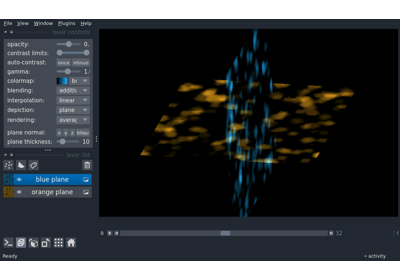 File View Window Plugins Help
layer controls
opacity: 0.
contrast limits:
auto-contrast: once
gamma: 1.
colormap: bl
blending: additi
interpolation: linear
depiction: plane
rendering: averag
plane normal: x y z
plane thickness: 10
layer list
blue plane
orange plane
0 32
Ready activity